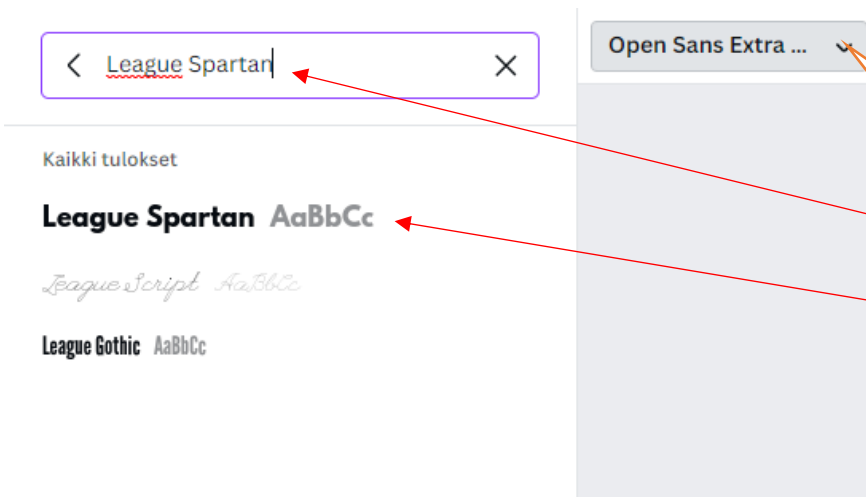 League Spartan
Open Sans Extra ...
Kaikki tulokset
League Spartan AaBbCc
League Script AaBbCc
League Gothic AaBbCc